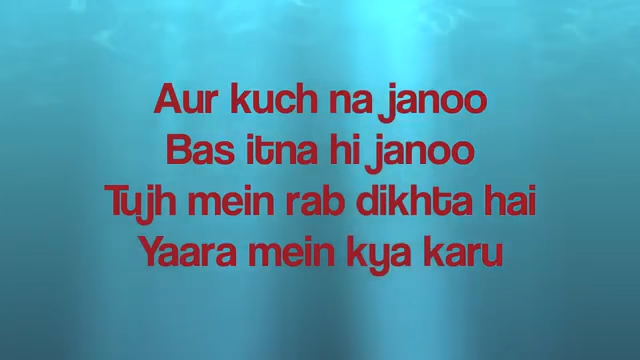 Aur kuch na janoo
Bas itna hi janoo
Tujh mein rab dikhta hai
Yaara mein kya karu